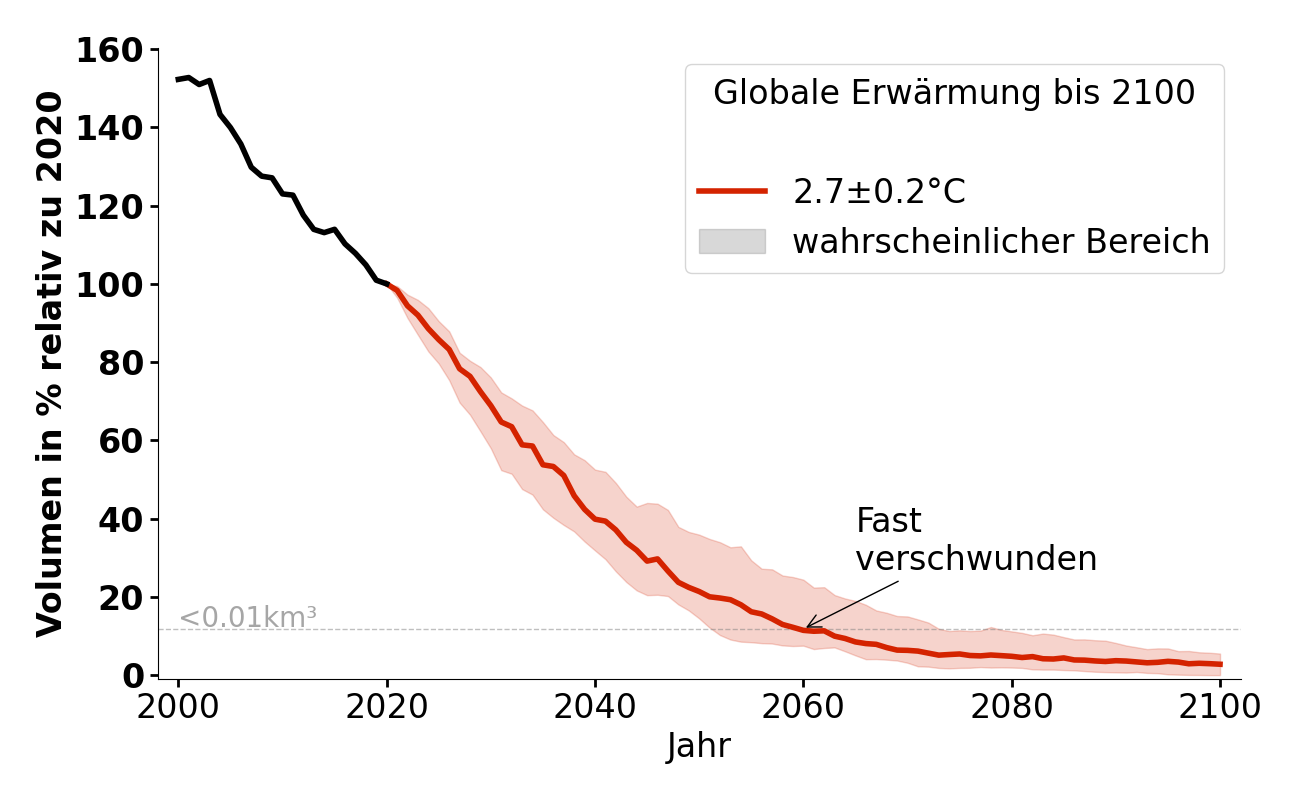 Volumen in % relativ zu 2020
160
140
120
100
80
60
40
20
0
Globale Erwärmung bis 2100
2.7±0.2°C
wahrscheinlicher Bereich
Fast
verschwunden
<0.01km³
2000 2020 2040 2060 2080 2100
Jahr